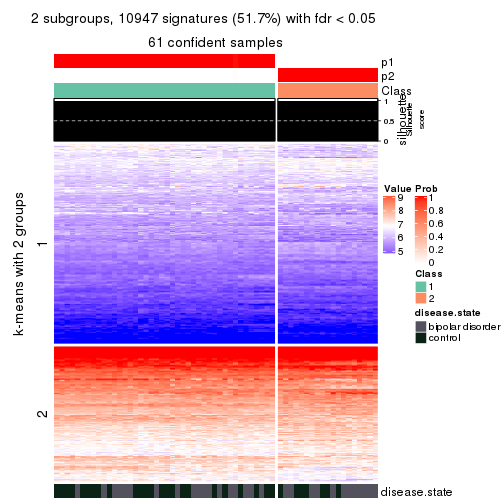 2 subgroups, 10947 signatures (51.7%) with fdr < 0.05
61 confident samples
p1
p2
Class
silhouette
Silhouette
score
1
0.5
0
k-means with 2 groups
1
2
Value
9
8
7
6
5
Prob
1
0.8
0.6
0.4
0.2
0
Class
1
2
disease.state
bipolar disorder
control
disease.state